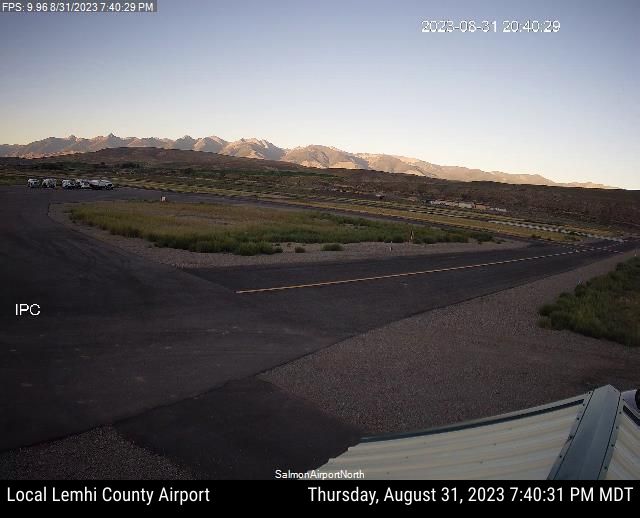 FPS: 9.96 8/31/2023 7:40:29 PM
2023-08-31 20:40:29
IPC
SalmonAirportNorth
Local Lemhi County Airport Thursday, August 31, 2023 7:40:31 PM MDT